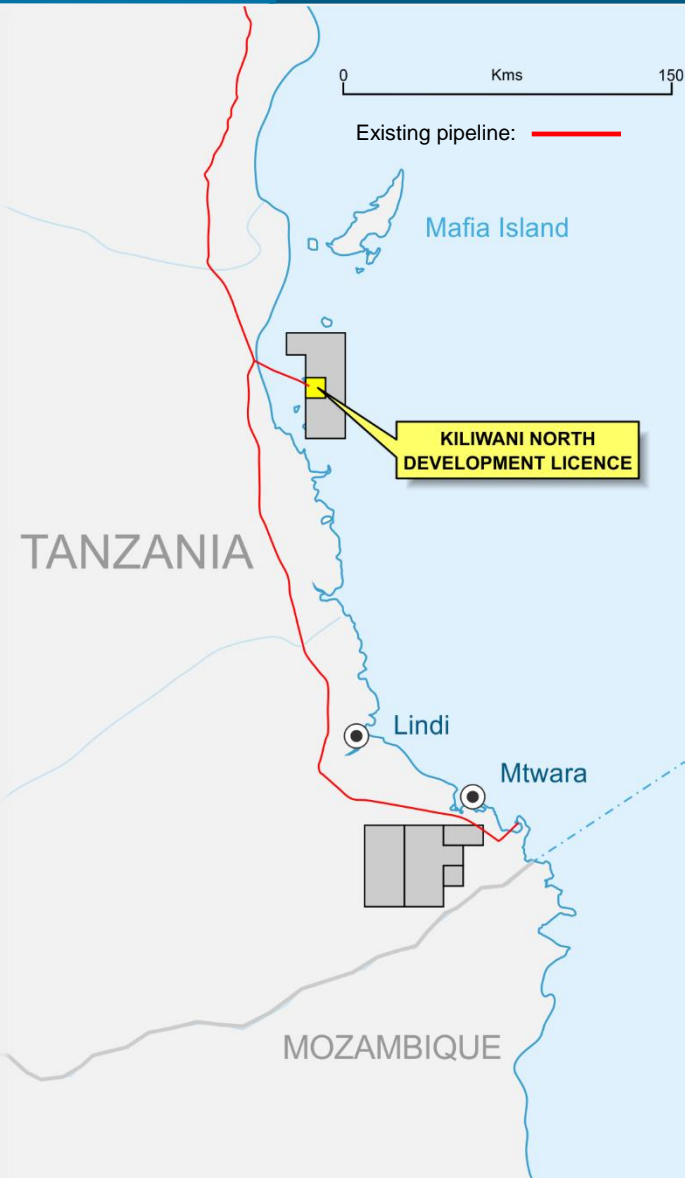 0 Kms 150
Existing pipeline:
Mafia Island
KILIWANI NORTH
DEVELOPMENT LICENCE
TANZANIA
Lindi
Mtwara
MOZAMBIQUE